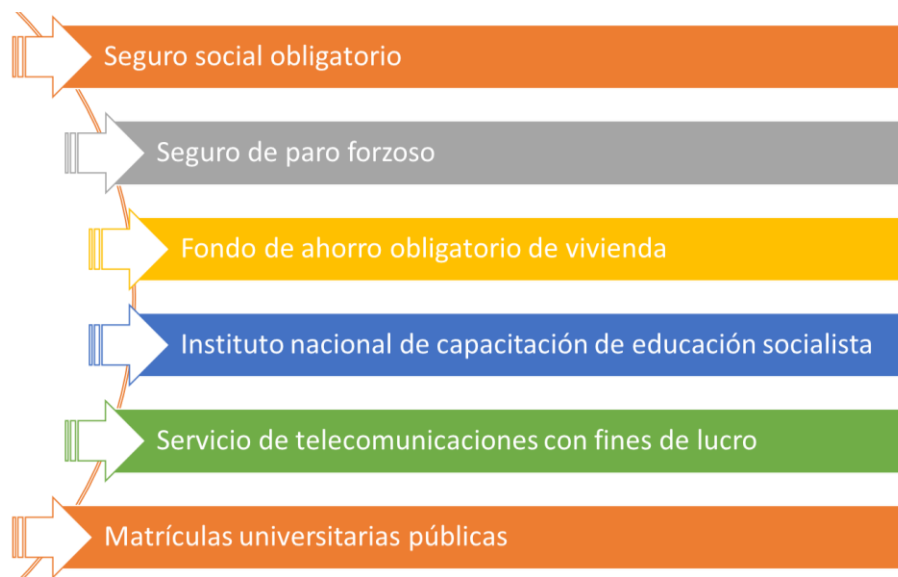 Seguro social obligatorio
Seguro de paro forzoso
Fondo de ahorro obligatorio de vivienda
Instituto nacional de capacitación de educación socialista
Servicio de telecomunicaciones con fines de lucro
Matrículas universitarias públicas